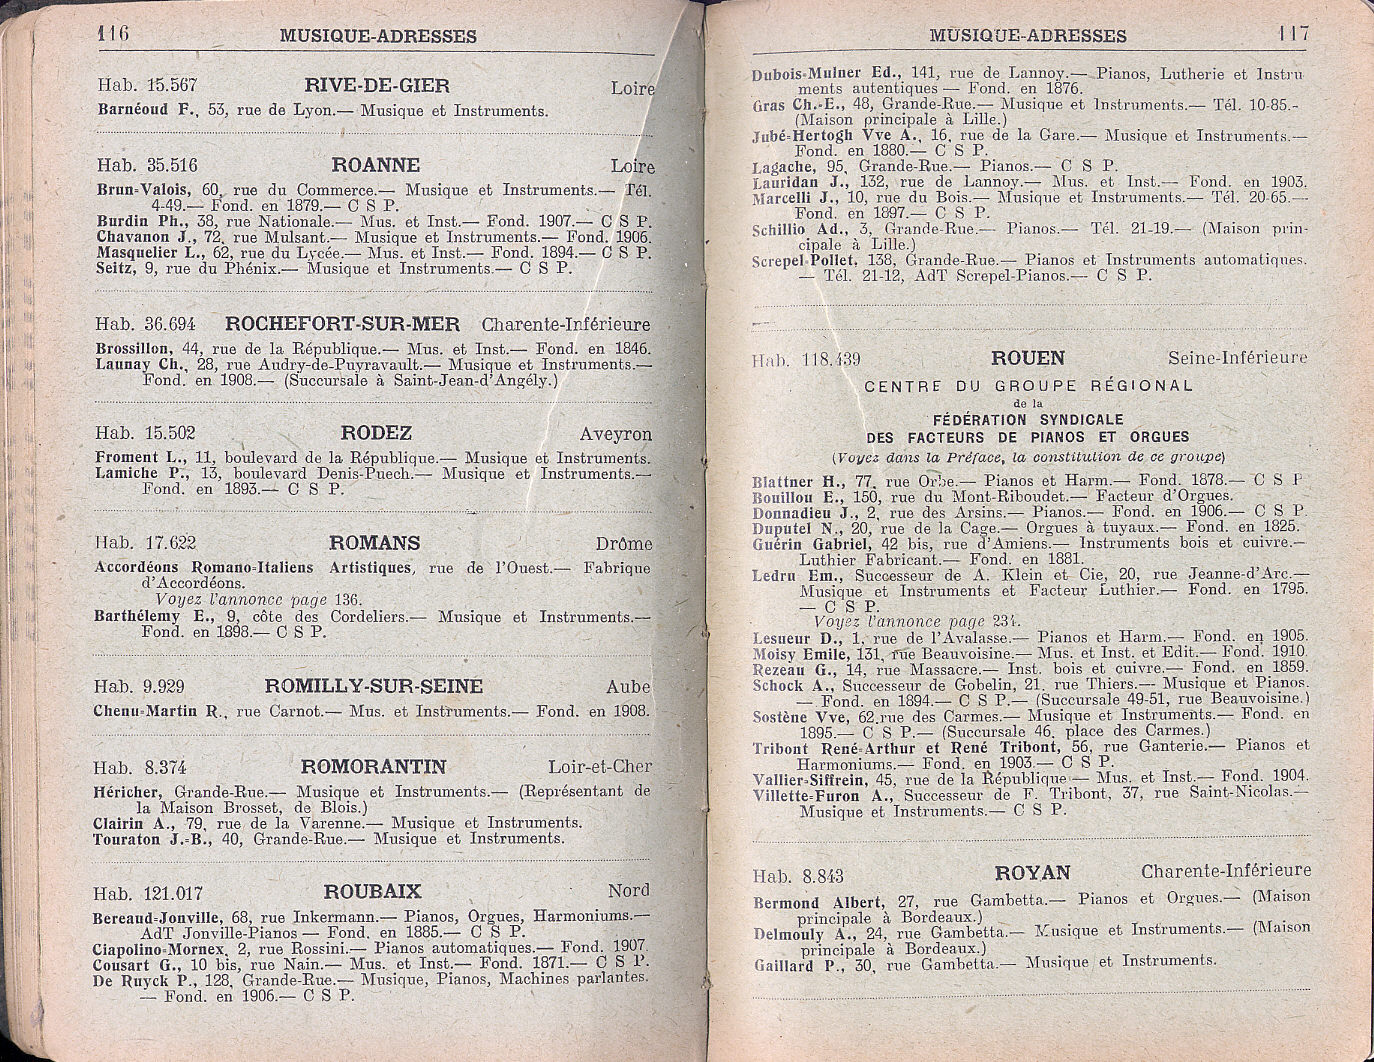 116 MUSIQUE-ADRESSES
Hab. 15.567 RIVE-DE-GIER Loire
Barnéoud F., 53, rue de Lyon.— Musique et Instruments.
Hab. 35.516 ROANNE Loire
Brun-Valois, 60, rue du Commerce.— Musique et Instruments.— Tél.
4-49.— Fond. en 1879.— C S P.
Burdin Ph., 38, rue Nationale.— Mus. et Inst.— Fond. 1907.— C S P.
Chavanon J., 72, rue Mulsant.— Musique et Instruments.— Fond. 1906.
Masquelier L., 62, rue du Lycée.— Mus. et Inst.— Fond. 1894.— C S P.
Seitz, 9, rue du Phénix.— Musique et Instruments.— C S P.
Hab. 36.694 ROCHEFORT-SUR-MER Charente-Inférieure
Brossillon, 44, rue de la République.— Mus. et Inst.— Fond. en 1846.
Launay Ch., 28, rue Audry-de-Puyravault.— Musique et Instruments.—
Fond. en 1908.— (Succursale à Saint-Jean-d'Angély.)
Hab. 15.502 RODEZ Aveyron
Froment L., 11, boulevard de la République.— Musique et Instruments.
Lamiche P., 13, boulevard Denis-Puech.— Musique et Instruments.—
Fond. en 1893.— C S P.
Hab. 17.622 ROMANS Drôme
Accordéons Romano-Italiens Artistiques, rue de l'Ouest.— Fabrique
d'Accordéons.
Voyez l'annonce page 136.
Barthélemy E., 9, côte des Cordeliers.— Musique et Instruments.—
Fond. en 1898.— C S P.
Hab. 9.929 ROMILLY-SUR-SEINE Aube
Chenu-Martin R., rue Carnot.— Mus. et Instruments.— Fond. en 1908.
Hab. 8.374 ROMORANTIN Loir-et-Cher
Héricher, Grande-Rue.— Musique et Instruments.— (Représentant de
la Maison Brosset, de Blois.)
Clairin A., 79, rue de la Varenne.— Musique et Instruments.
Touraton J.-B., 40, Grande-Rue.— Musique et Instruments.
Hab. 121.017 ROUBAIX Nord
Bereaud-Jonville, 68, rue Inkermann.— Pianos, Orgues, Harmoniums.—
AdT Jonville-Pianos — Fond. en 1885.— C S P.
Ciapolino-Mornex, 2, rue Rossini.— Pianos automatiques.— Fond. 1907.
Cousart G., 10 bis, rue Nain.— Mus. et Inst.— Fond. 1871.— C S P.
De Ruyck P., 128, Grande-Rue.— Musique, Pianos, Machines parlantes.
— Fond. en 1906.— C S P.
MUSIQUE-ADRESSES 117
Dubois-Mulner Ed., 141, rue de Lannoy.— Pianos, Lutherie et Instru
ments autentiques — Fond. en 1876.
Gras Ch.-E., 48, Grande-Rue.— Musique et Instruments.— Tél. 10-85.-
(Maison principale à Lille.)
Jubé-Hertogh Vve A., 16, rue de la Gare.— Musique et Instruments.—
Fond. en 1880.— C S P.
Lagache, 95, Grande-Rue.— Pianos.— C S P.
Lauridan J., 132, rue de Lannoy.— Mus. et Inst.— Fond. en 1903.
Marcelli J., 10, rue du Bois.— Musique et Instruments.— Tél. 20-65.—
Fond. en 1897.— C S P.
Schillio Ad., 3, Grande-Rue.— Pianos.— Tél. 21-19.— (Maison prin-
cipale à Lille.)
Screpel-Pollet, 138, Grande-Rue.— Pianos et Instruments automatiques.
— Tél. 21-12, AdT Screpel-Pianos.— C S P.
Hab. 118.439 ROUEN Seine-Inférieure
CENTRE DU GROUPE RÉGIONAL
de la
FÉDÉRATION SYNDICALE
DES FACTEURS DE PIANOS ET ORGUES
(Voyez dans la Préface, la constitution de ce groupe)
Blattner H., 77, rue Orbe.— Pianos et Harm.— Fond. 1878.— C S P
Bouillou E., 150, rue du Mont-Riboudet.— Facteur d'Orgues.
Donnadieu J., 2, rue des Arsins.— Pianos.— Fond. en 1906.— C S P.
Duputel N., 20, rue de la Cage.— Orgues à tuyaux.— Fond. en 1825.
Guérin Gabriel, 42 bis, rue d'Amiens.— Instruments bois et cuivre.—
Luthier Fabricant.— Fond. en 1881.
Ledru Em., Successeur de A. Klein et Cie, 20, rue Jeanne-d'Arc.—
Musique et Instruments et Facteur Luthier.— Fond. en 1795.
— C S P.
Voyez l'annonce page 234.
Lesueur D., 1, rue de l'Avalasse.— Pianos et Harm.— Fond. en 1905.
Moisy Emile, 131, rue Beauvoisine.— Mus. et Inst. et Edit.— Fond. 1910.
Rezeau G., 14, rue Massacre.— Inst. bois et cuivre.— Fond. en 1859.
Schock A., Successeur de Gobelin, 21, rue Thiers.— Musique et Pianos.
— Fond. en 1894.— C S P.— (Succursale 49-51, rue Beauvoisine.)
Sostène Vve, 62,rue des Carmes.— Musique et Instruments.— Fond. en
1895.— C S P.— (Succursale 46, place des Carmes.)
Tribout René-Arthur et René Tribout, 56, rue Ganterie.— Pianos et
Harmoniums.— Fond. en 1903.— C S P.
Vallier-Siffrein, 45, rue de la République — Mus. et Inst.— Fond. 1904.
Villette-Furon A., Successeur de F. Tribont, 37, rue Saint-Nicolas.—
Musique et Instruments.— C S P.
Hab. 8.843 ROYAN Charente-Inférieure
Bermond Albert, 27, rue Gambetta.— Pianos et Orgues.— (Maison
principale à Bordeaux.)
Delmouly A., 24, rue Gambetta.— Musique et Instruments.— (Maison
principale à Bordeaux.)
Gaillard P., 30, rue Gambetta.— Musique et Instruments.